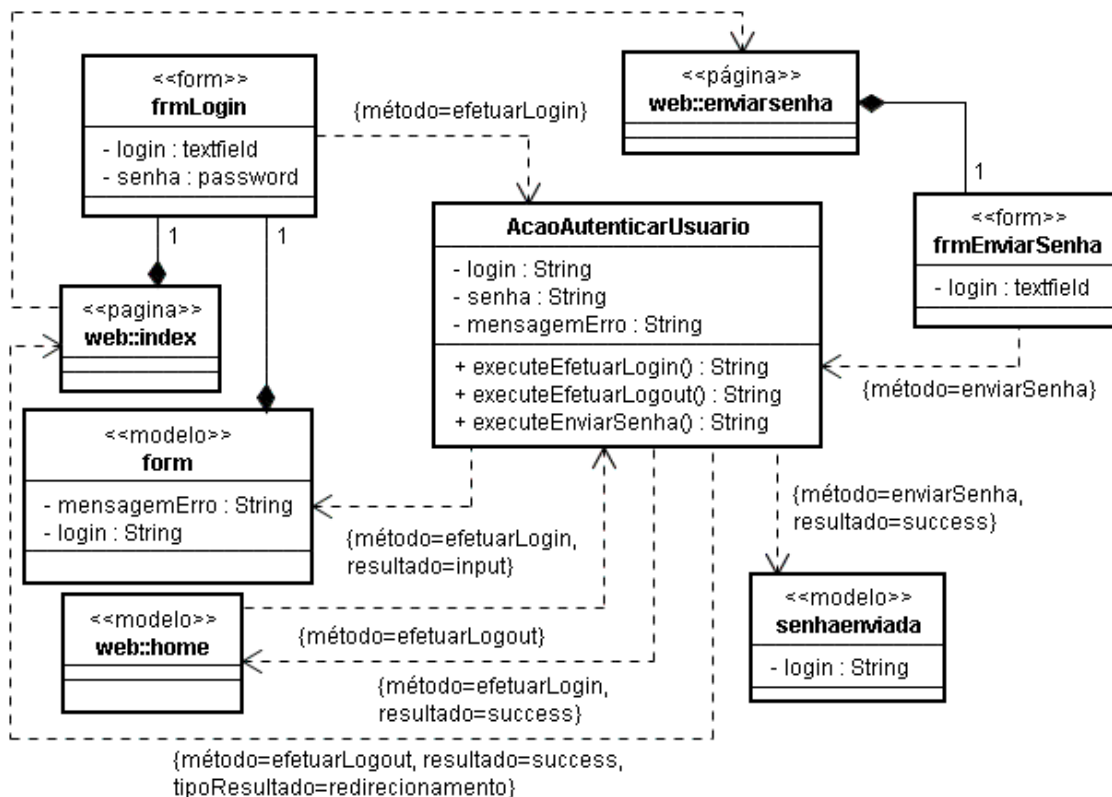 <<form>>
frmLogin
- login : textfield
- senha : password
1
1
{método=efetuarLogin}
<<página>>
web::enviarsenha
1
<<form>>
frmEnviarSenha
- login : textfield
{método=enviarSenha}
AcaoAutenticarUsuario
- login : String
- senha : String
- mensagemErro : String
+ executeEfetuarLogin() : String
+ executeEfetuarLogout() : String
+ executeEnviarSenha() : String
<<pagina>>
web::index
<<modelo>>
form
- mensagemErro : String
- login : String
{método=efetuarLogin,
resultado=input}
{método=enviarSenha,
resultado=success}
<<modelo>>
web::home
{método=efetuarLogout}
{método=efetuarLogin,
resultado=success}
<<modelo>>
senhaenviada
- login : String
{método=efetuarLogout, resultado=success,
tipoResultado=redirecionamento}